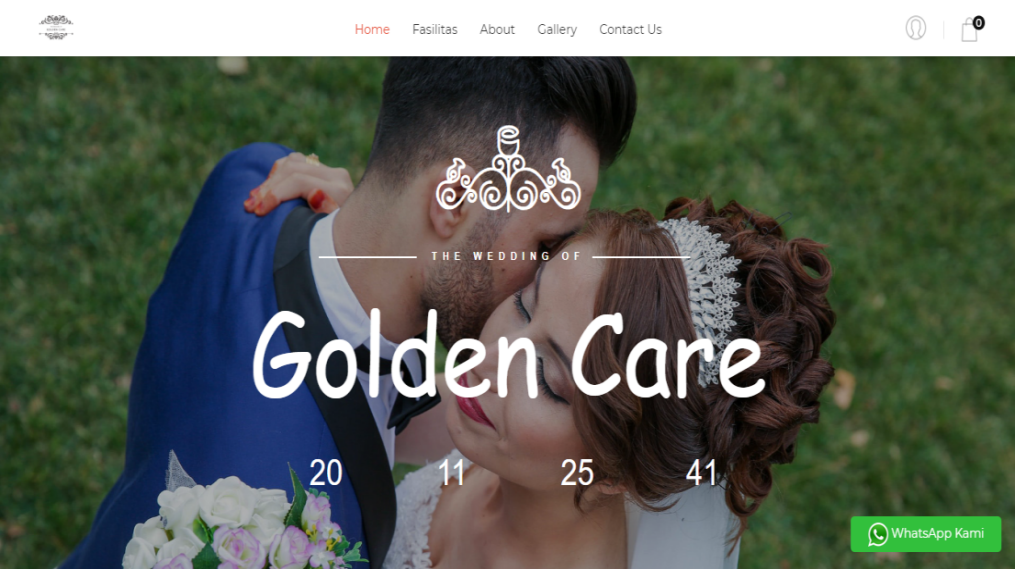 Home Fasilitas About Gallery Contact Us
0
THE WEDDING OF
Golden Care
20 11 25 41
WhatsApp Kami